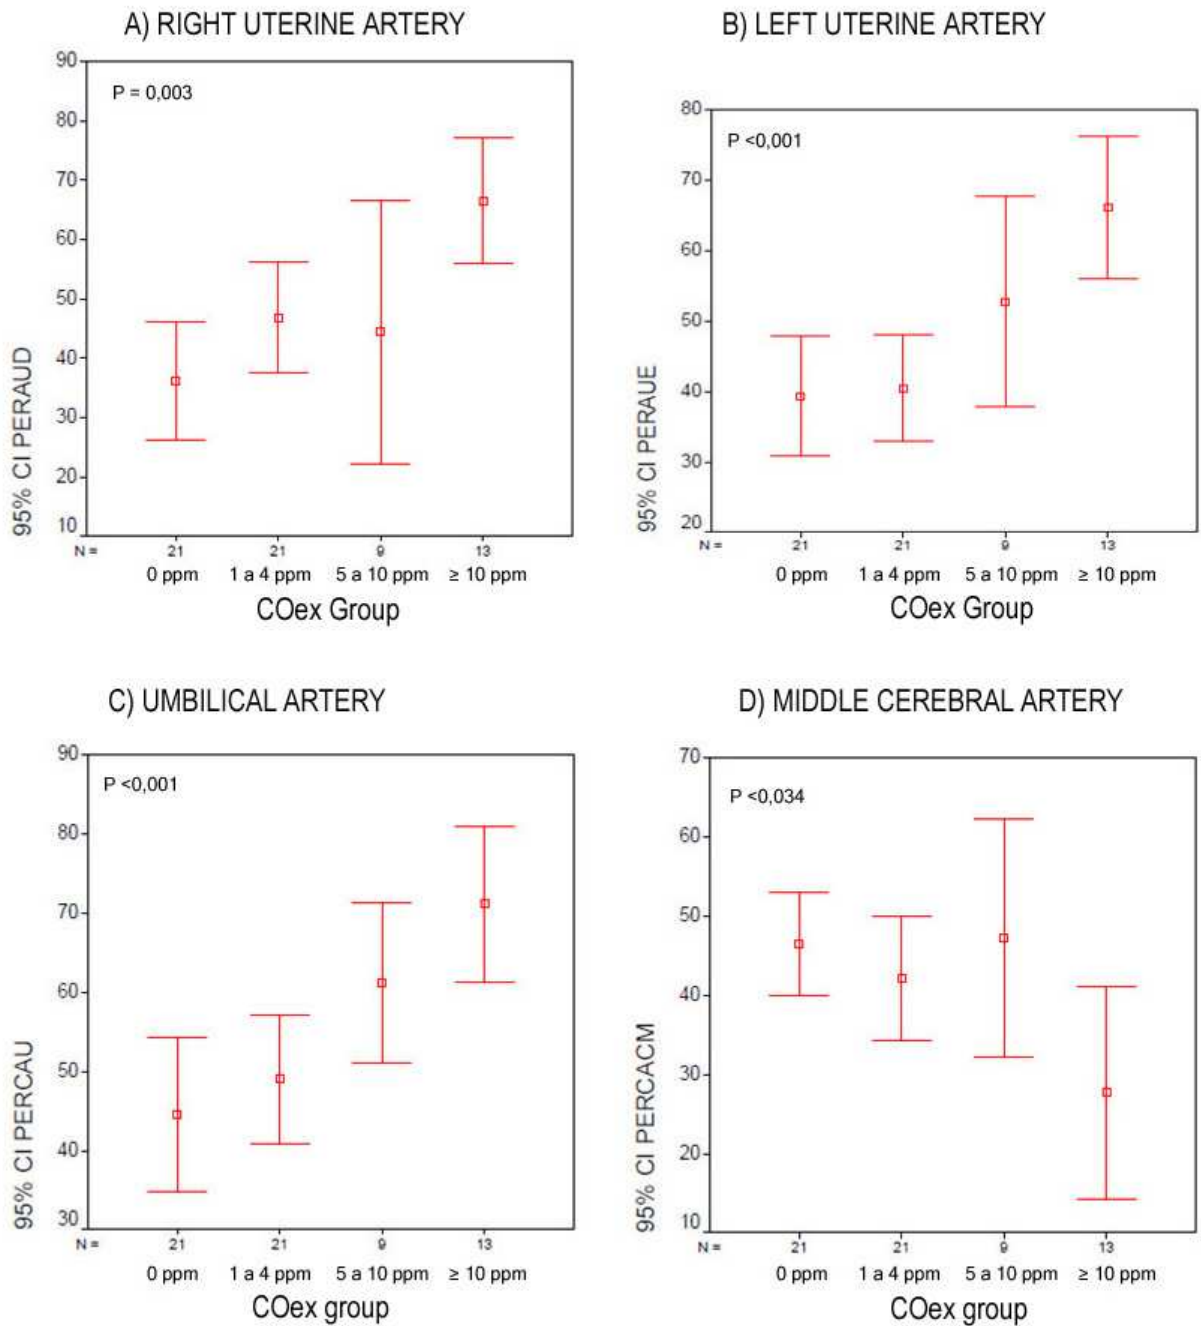 A) RIGHT UTERINE ARTERY
90
80
70
60
50
40
30
20
10
P = 0,003
95% CI PERAUD
N = 21 21 9 13
0 ppm 1 a 4 ppm 5 a 10 ppm ≥ 10 ppm
COex Group
B) LEFT UTERINE ARTERY
80
70
60
50
40
30
20
P <0,001
95% CI PERAUE
N = 21 21 9 13
0 ppm 1 a 4 ppm 5 a 10 ppm ≥ 10 ppm
COex Group
C) UMBILICAL ARTERY
90
80
70
60
50
40
30
P <0,001
95% CI PERCAU
N = 21 21 9 13
0 ppm 1 a 4 ppm 5 a 10 ppm ≥ 10 ppm
COex group
D) MIDDLE CEREBRAL ARTERY
70
60
50
40
30
20
10
P <0,034
95% CI PERCACM
N = 21 21 9 13
0 ppm 1 a 4 ppm 5 a 10 ppm ≥ 10 ppm
COex group